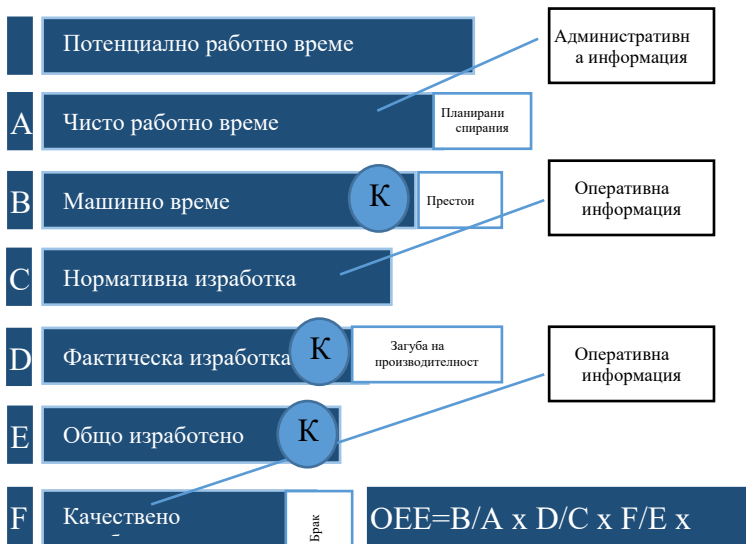 Потенциално работно време
Административн
а информация
A
Чисто работно време
Планирани
спирания
B
Машинно време
К
Престои
Оперативна
информация
C
Нормативна изработка
D
Фактическа изработка
К
Загуба на
производителност
Оперативна
информация
E
Общо изработено
К
F
Качествено
Брак
OEE=B/A x D/C x F/E x